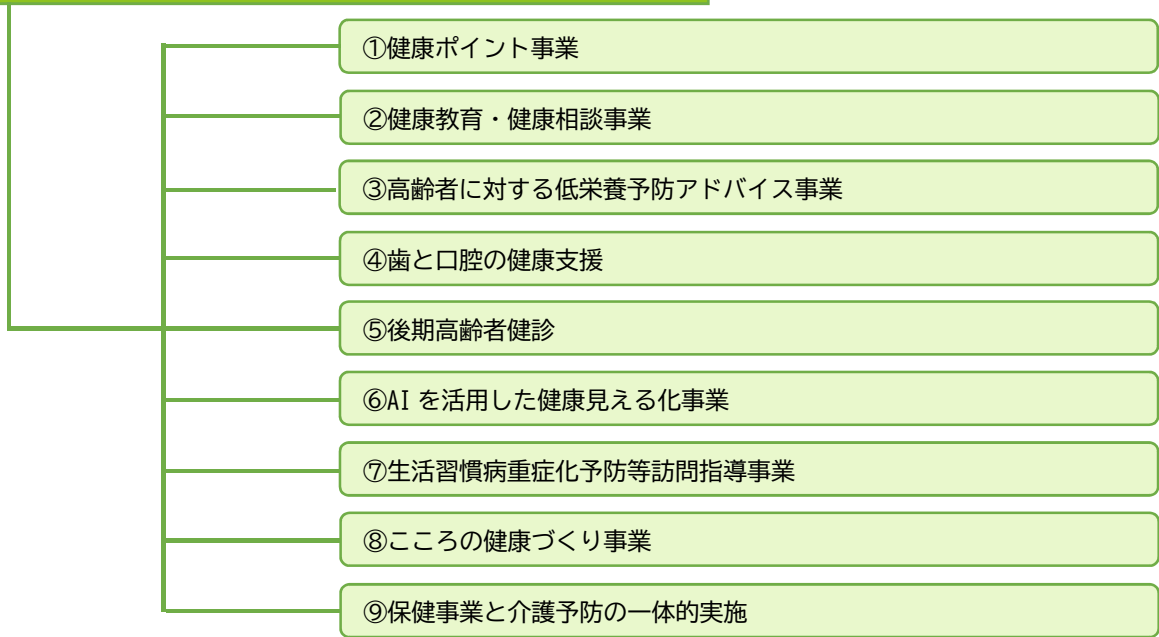 ①健康ポイント事業
②健康教育・健康相談事業
③高齢者に対する低栄養予防アドバイス事業
④歯と口腔の健康支援
⑤後期高齢者健診
⑥AI を活用した健康見える化事業
⑦生活習慣病重症化予防等訪問指導事業
⑧こころの健康づくり事業
⑨保健事業と介護予防の一体的実施